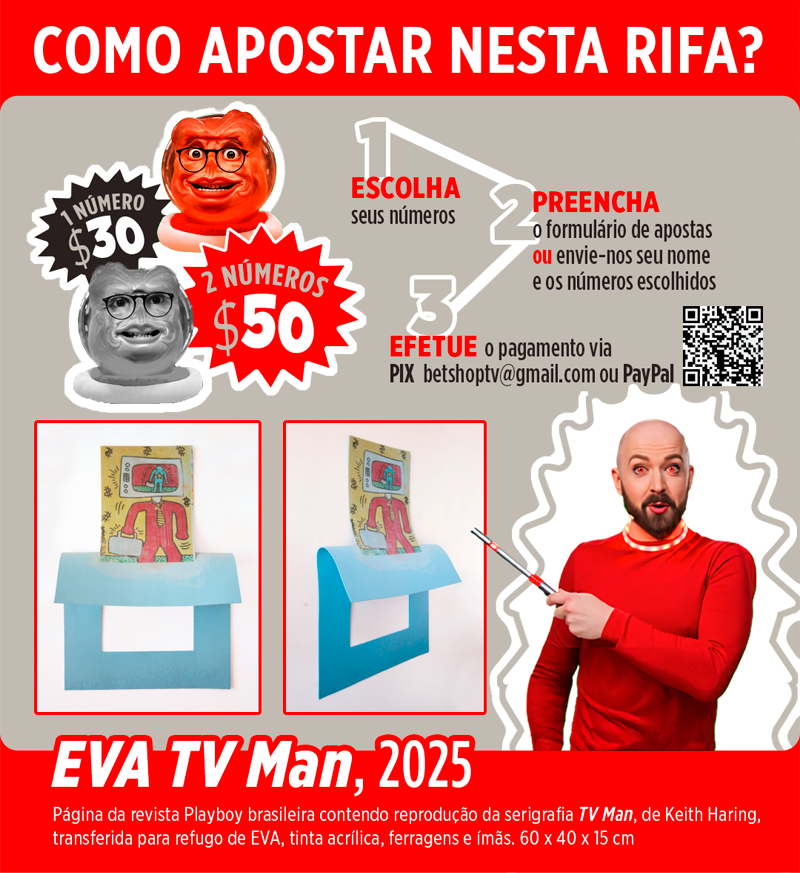 COMO APOSTAR NESTA RIFA?
1 NÚMERO
$30
2 NÚMEROS
$50
1
ESCOLHA
seus números
2
PREENCHA
o formulário de apostas
ou envie-nos seu nome
e os números escolhidos
3
EFETUE o pagamento via
PIX betshoptv@gmail.com ou PayPal
EVA TV Man, 2025
Página da revista Playboy brasileira contendo reprodução da serigrafia TV Man, de Keith Haring,
transferida para refugo de EVA, tinta acrílica, ferragens e ímãs. 60 x 40 x 15 cm